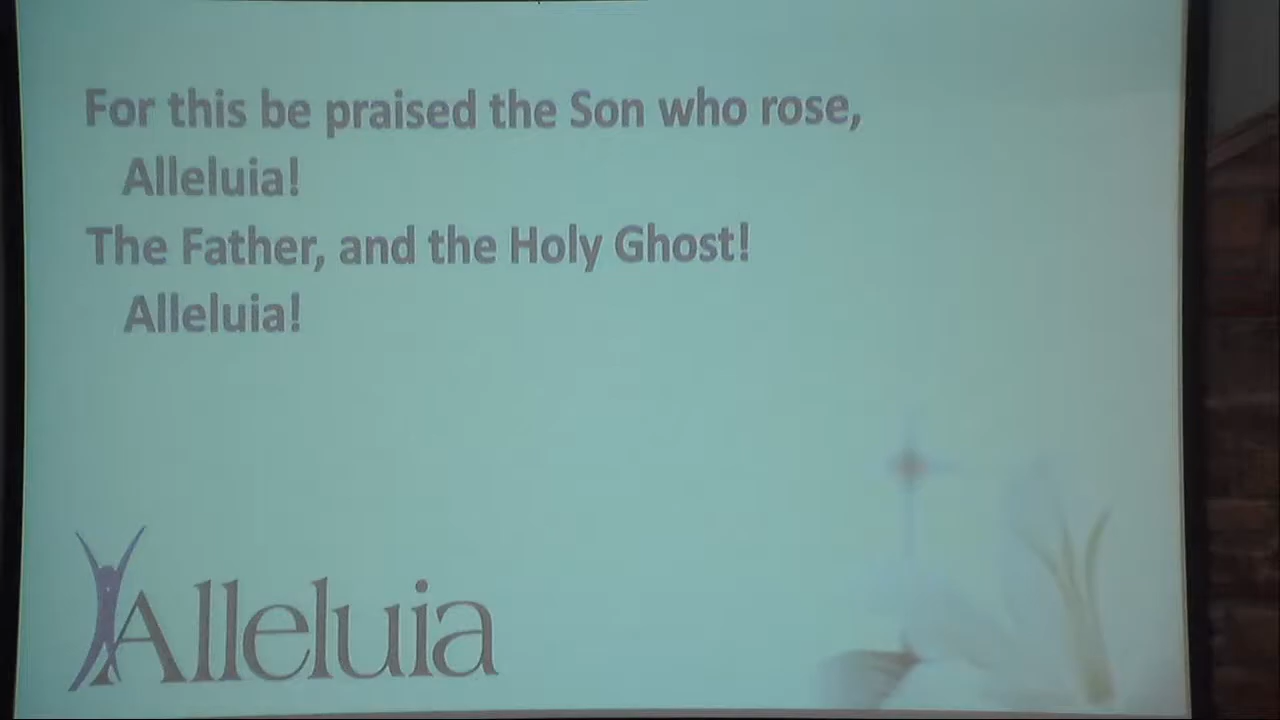 For this be praised the Son who rose,
Alleluia!
The Father, and the Holy Ghost!
Alleluia!
Alleluia